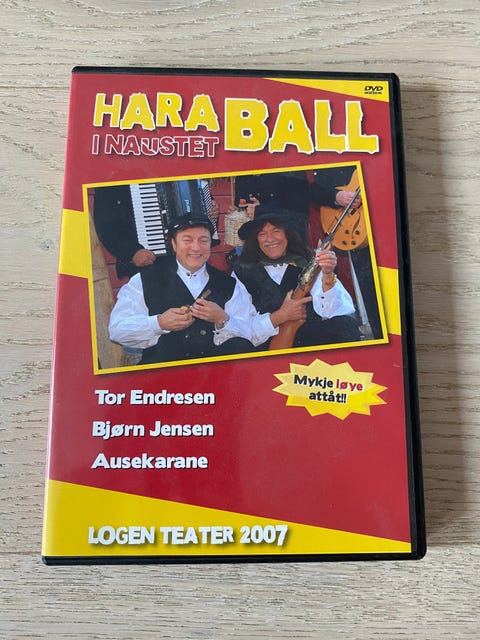 DVD
HARABALL
I NAUSTET
Mykje løye
attåt!!
Tor Endresen
Bjørn Jensen
Ausekarane
LOGEN TEATER 2007